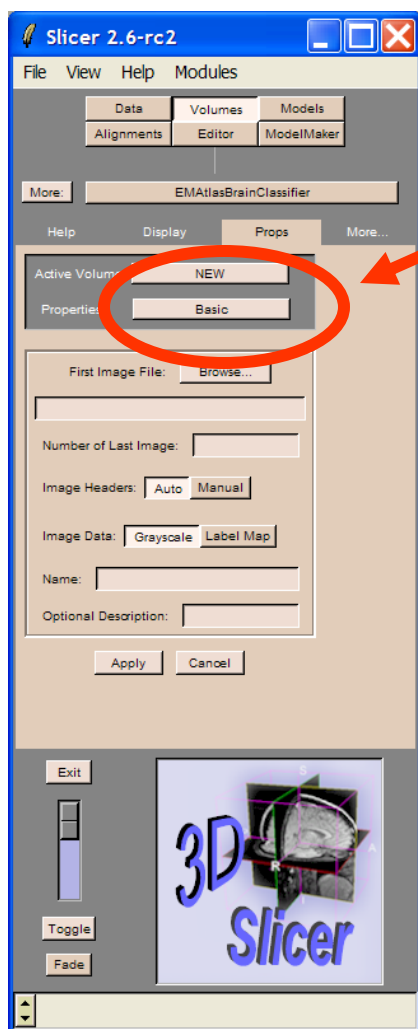 Slicer 2.6-rc2
File View Help Modules
Data Volumes Models
Alignments Editor ModelMaker
More: EMAtlasBrainClassifier
Help Display Props More...
Active Volume: NEW
Properties: Basic
First Image File: Browse...
Number of Last Image:
Image Headers: Auto Manual
Image Data: Grayscale Label Map
Name:
Optional Description:
Apply Cancel
Exit
Toggle
Fade
S
R
A
I
3D
Slicer